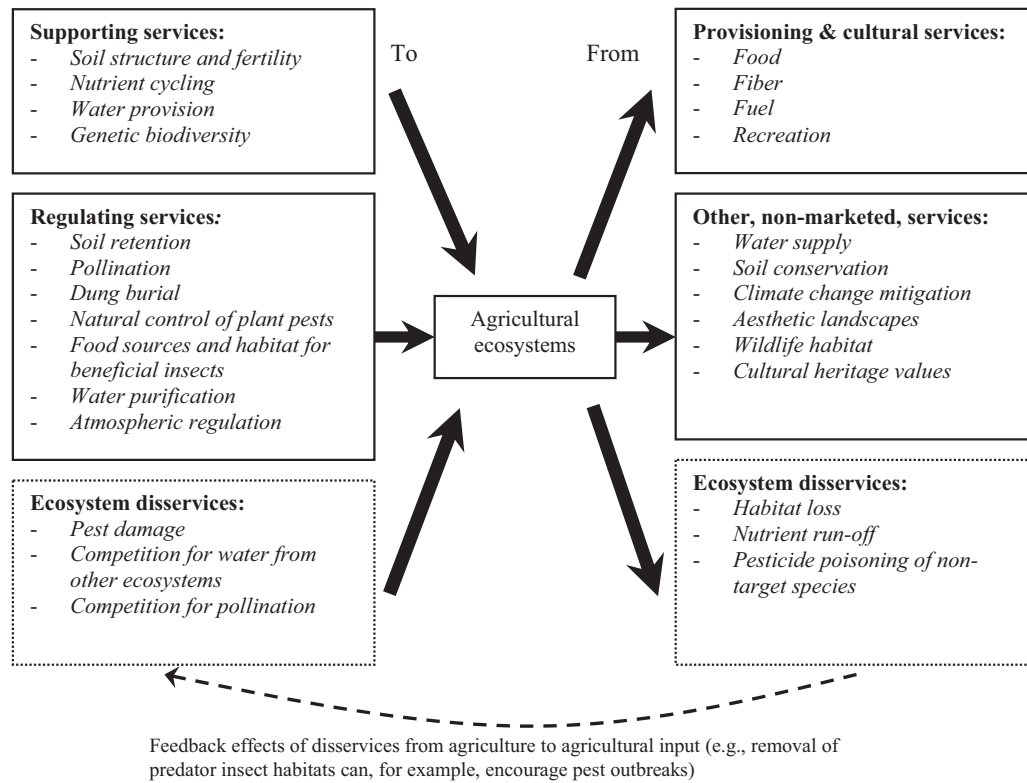 Supporting services:
- Soil structure and fertility
- Nutrient cycling
- Water provision
- Genetic biodiversity
Regulating services:
- Soil retention
- Pollination
- Dung burial
- Natural control of plant pests
- Food sources and habitat for
beneficial insects
- Water purification
- Atmospheric regulation
Ecosystem disservices:
- Pest damage
- Competition for water from
other ecosystems
- Competition for pollination
To
From
Agricultural
ecosystems
Provisioning & cultural services:
- Food
- Fiber
- Fuel
- Recreation
Other, non-marketed, services:
- Water supply
- Soil conservation
- Climate change mitigation
- Aesthetic landscapes
- Wildlife habitat
- Cultural heritage values
Ecosystem disservices:
- Habitat loss
- Nutrient run-off
- Pesticide poisoning of non-
target species
Feedback effects of disservices from agriculture to agricultural input (e.g., removal of
predator insect habitats can, for example, encourage pest outbreaks)